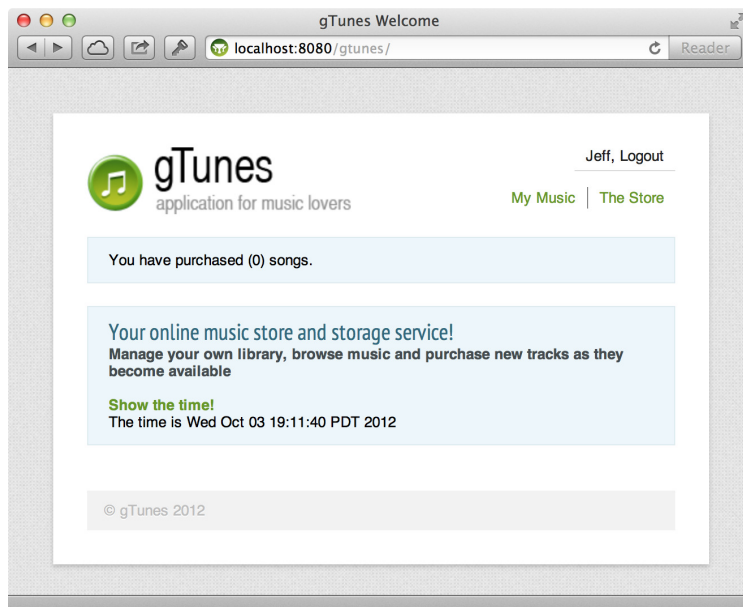 gTunes Welcome
localhost:8080/gtunes/
Reader
gTunes
application for music lovers
Jeff, Logout
My Music
The Store
You have purchased (0) songs.
Your online music store and storage service!
Manage your own library, browse music and purchase new tracks as they
become available
Show the time!
The time is Wed Oct 03 19:11:40 PDT 2012
© gTunes 2012